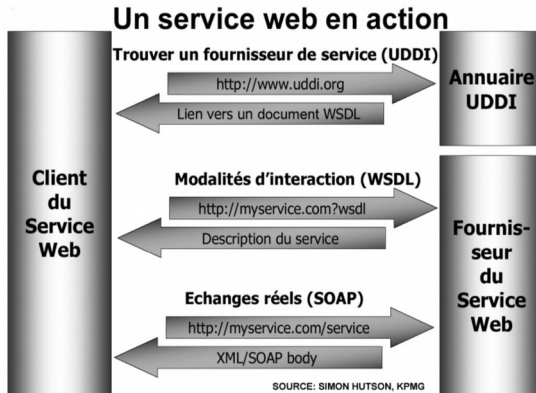 Un service web en action
Trouver un fournisseur de service (UDDI)
http://www.uddi.org
Lien vers un document WSDL
Annuaire
UDDI
Client
du
Service
Web
Modalités d'interaction (WSDL)
http://myservice.com?wsdl
Description du service
Fournis-
seur
du
Service
Web
Echanges réels (SOAP)
http://myservice.com/service
XML/SOAP body
SOURCE: SIMON HUTSON, KPMG